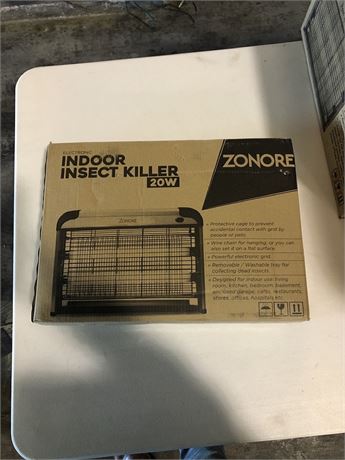 ELECTRONIC
INDOOR
INSECT KILLER
20W
ZONORE
ZONORE
• Protective cage to prevent
accidental contact with grid by
people or pets.
• Wire chain for hanging, or you can
also set it on a flat surface.
• Powerful electronic grid.
• Removable / Washable tray for
collecting dead insects.
• Designed for indoor use: living
room, kitchen, bedroom, basement,
enclosed garage, cafes, restaurants,
stores, offices, hospitals etc.